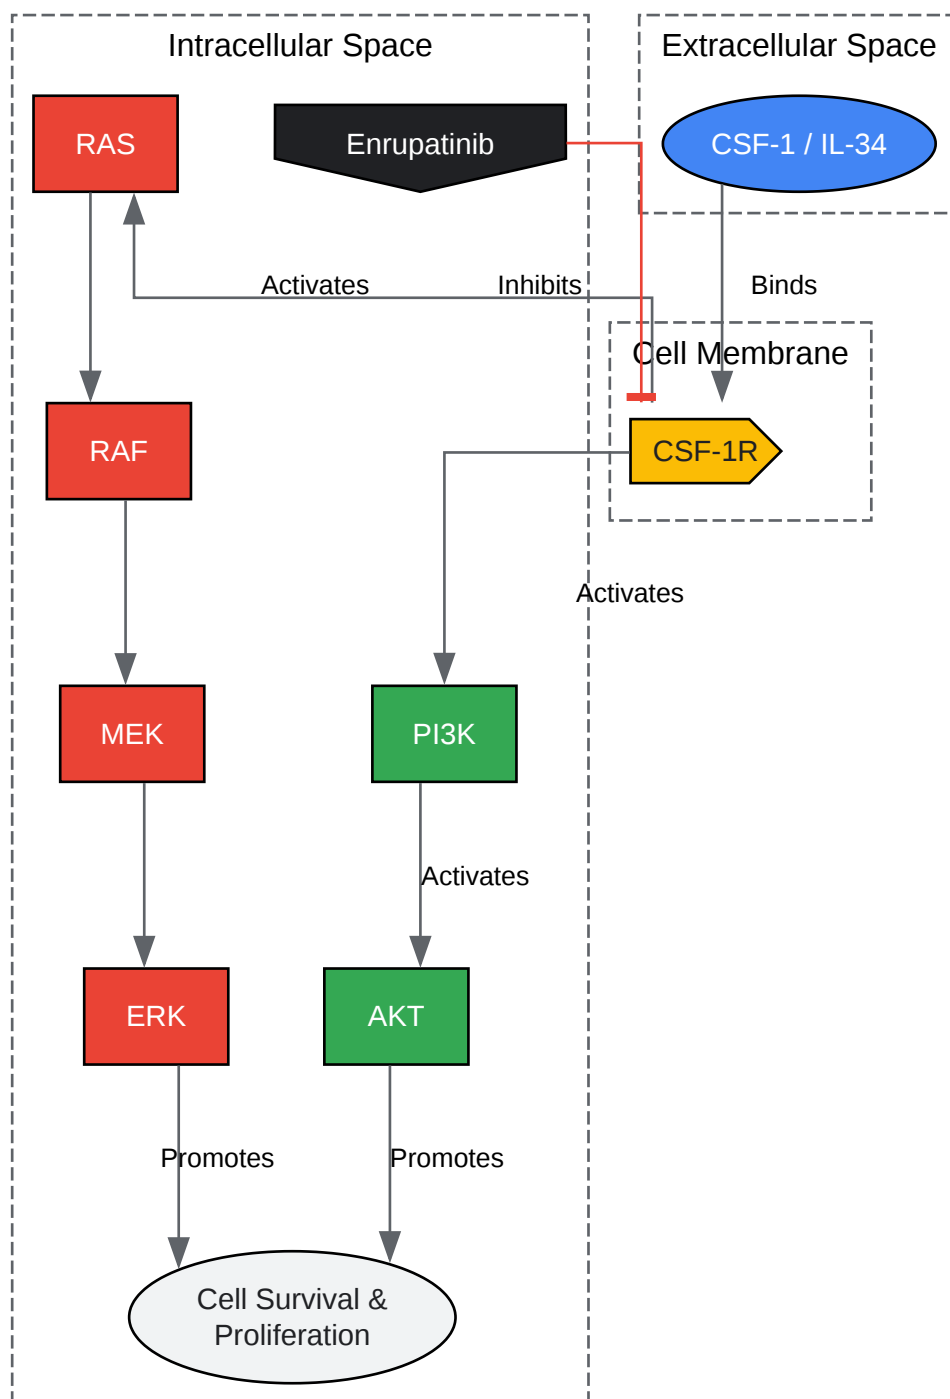 Intracellular Space
Extracellular Space
RAS
Enrupatinib
CSF-1 / IL-34
Activates
Inhibits
Binds
Cell Membrane
RAF
CSF-1R
Activates
MEK
PI3K
Activates
ERK
AKT
Promotes
Promotes
Cell Survival &
Proliferation